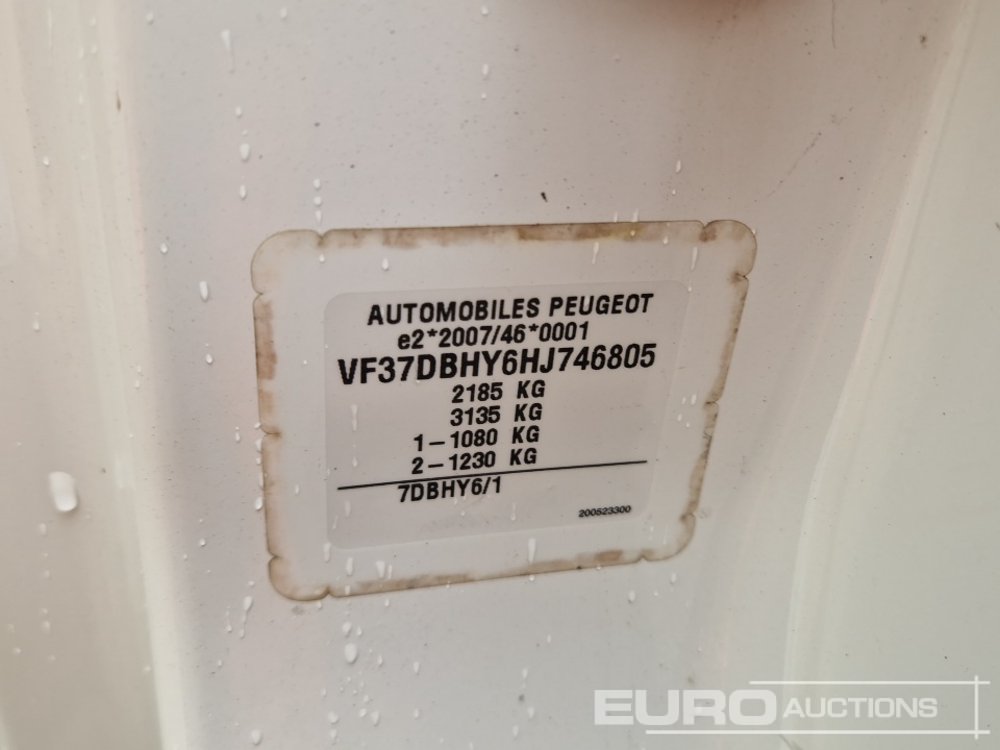 AUTOMOBILES PEUGEOT
e2*2007/46*0001
VF37DBHY6HJ746805
2185 KG
3135 KG
1-1080 KG
2-1230 KG
7DBHY6/1
200523300
EURO AUCTIONS